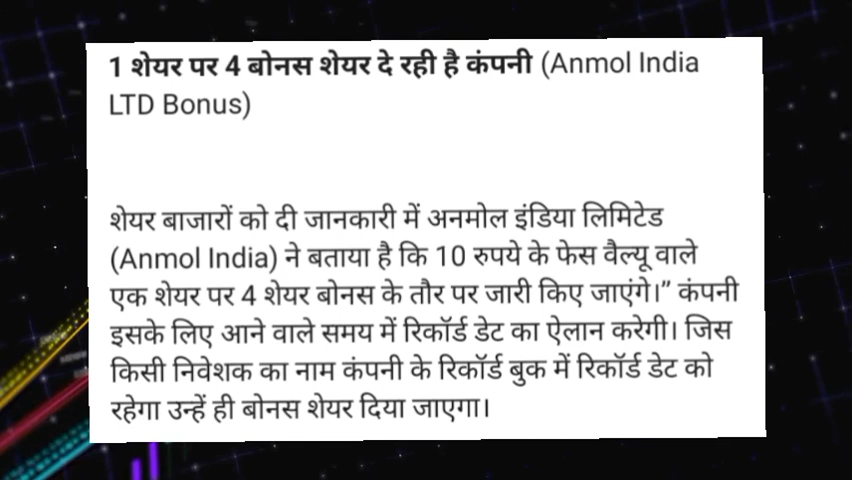 1 शेयर पर 4 बोनस शेयर दे रही है कंपनी (Anmol India
LTD Bonus)
शेयर बाजारों को दी जानकारी में अनमोल इंडिया लिमिटेड
(Anmol India) ने बताया है कि 10 रुपये के फेस वैल्यू वाले
एक शेयर पर 4 शेयर बोनस के तौर पर जारी किए जाएंगे।” कंपनी
इसके लिए आने वाले समय में रिकॉर्ड डेट का ऐलान करेगी। जिस
किसी निवेशक का नाम कंपनी के रिकॉर्ड बुक में रिकॉर्ड डेट को
रहेगा उन्हें ही बोनस शेयर दिया जाएगा।